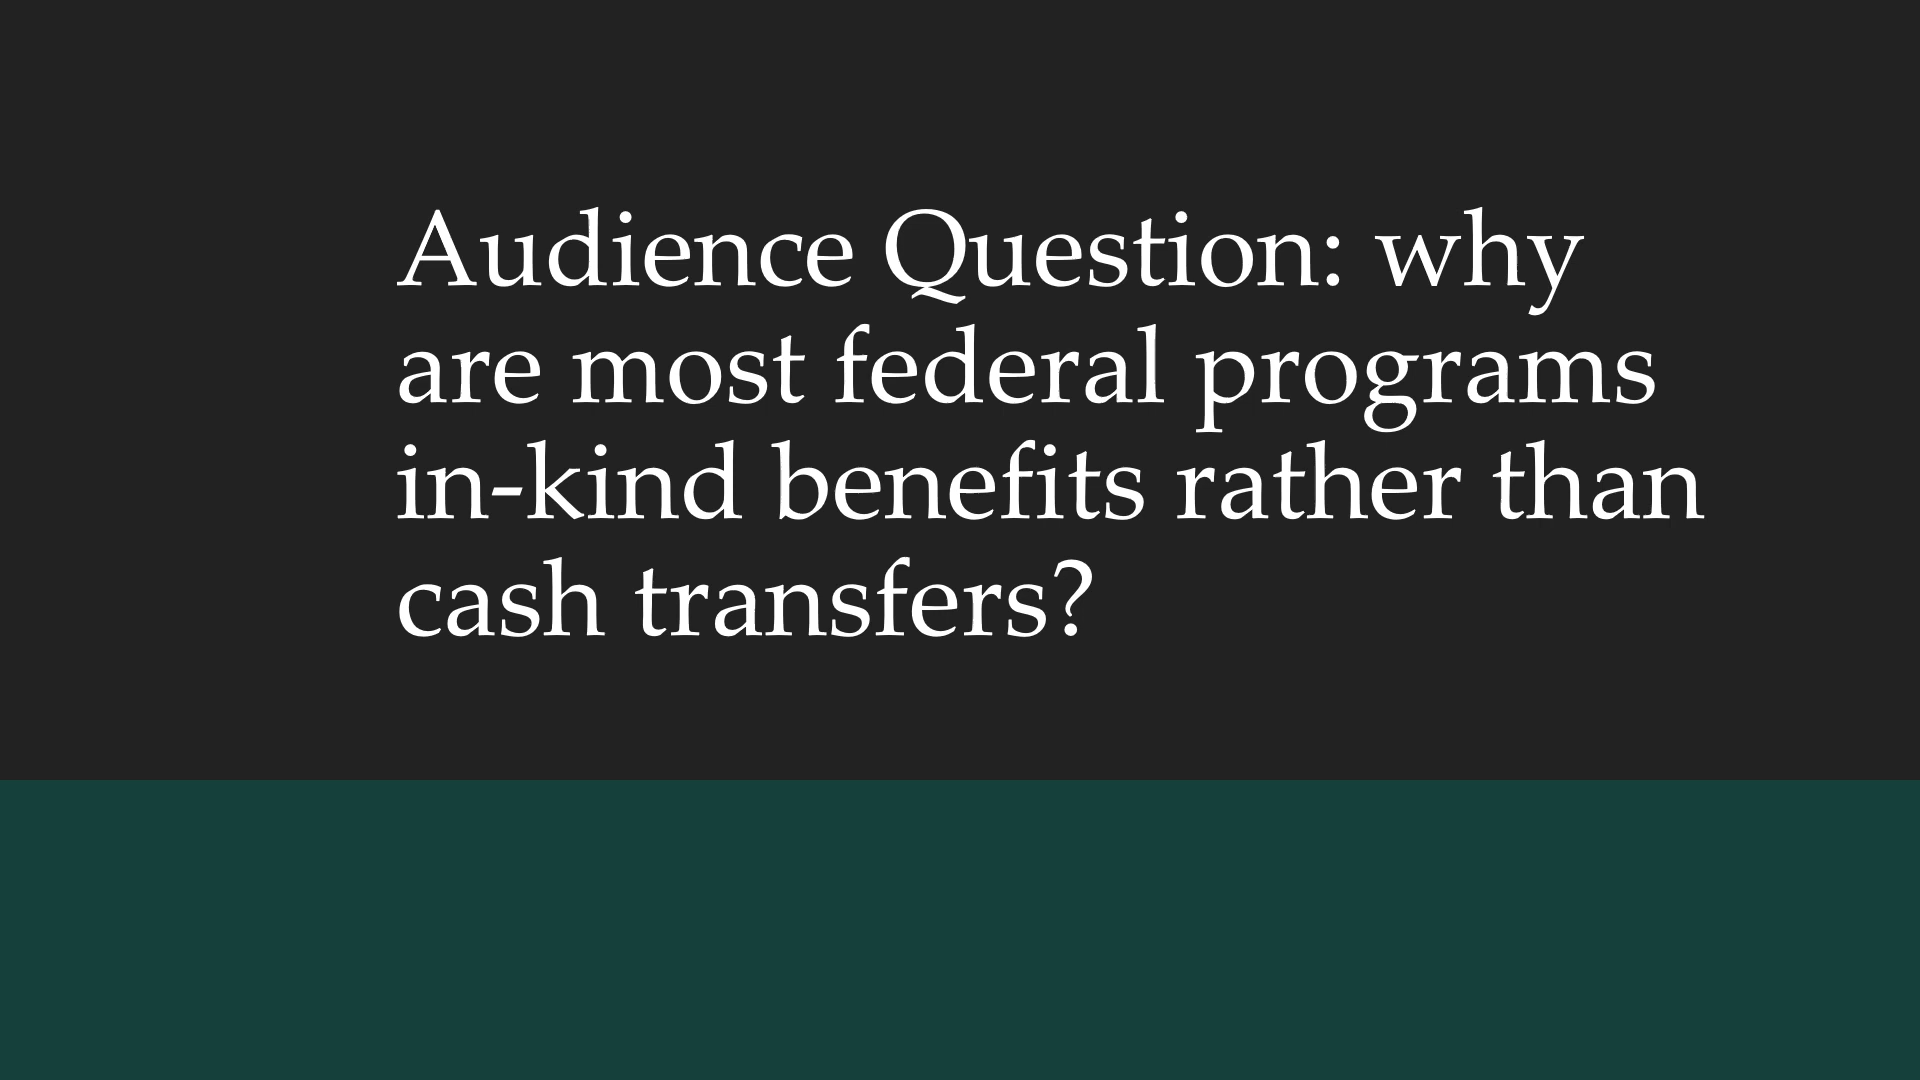 Audience Question: why
are most federal programs
in-kind benefits rather than
cash transfers?